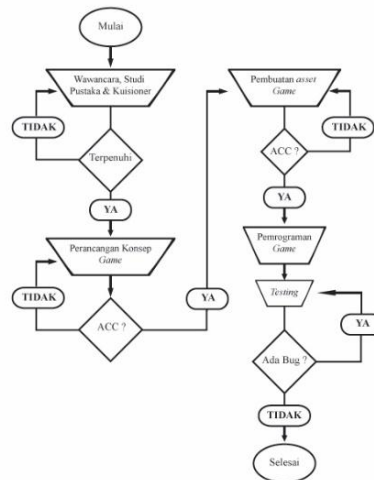 Mulai
Wawancara, Studi
Pustaka & Kuisioner
TIDAK
Terpenuhi
YA
Perancangan Konsep
Game
TIDAK
ACC ?
YA
Pembuatan asset
Game
TIDAK
ACC ?
YA
Pemrograman
Game
Testing
YA
Ada Bug ?
TIDAK
Selesai